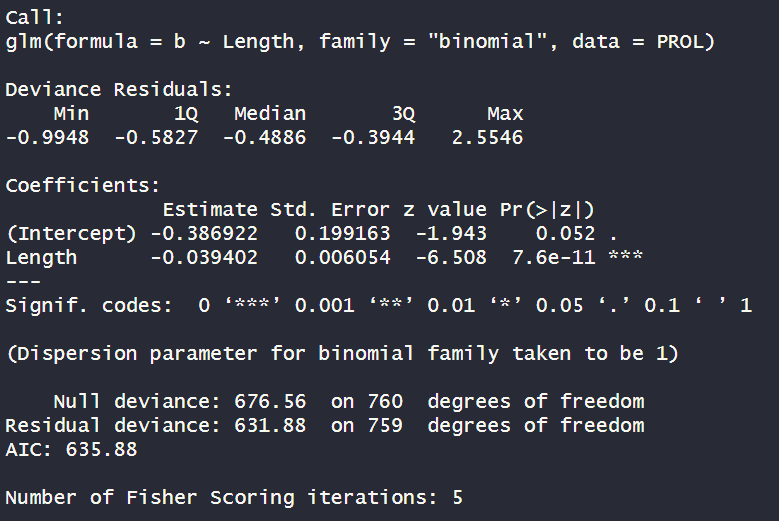 Call:
glm(formula = b ~ Length, family = "binomial", data = PROL)
Deviance Residuals:
    Min       1Q   Median       3Q      Max
-0.9948  -0.5827  -0.4886  -0.3944   2.5546
Coefficients:
             Estimate Std. Error z value Pr(>|z|)
(Intercept) -0.386922   0.199163  -1.943    0.052 .
Length      -0.039402   0.006054  -6.508  7.6e-11 ***
---
Signif. codes:  0 ‘***’ 0.001 ‘**’ 0.01 ‘*’ 0.05 ‘.’ 0.1 ‘ ’ 1
(Dispersion parameter for binomial family taken to be 1)
    Null deviance: 676.56  on 760  degrees of freedom
Residual deviance: 631.88  on 759  degrees of freedom
AIC: 635.88
Number of Fisher Scoring iterations: 5